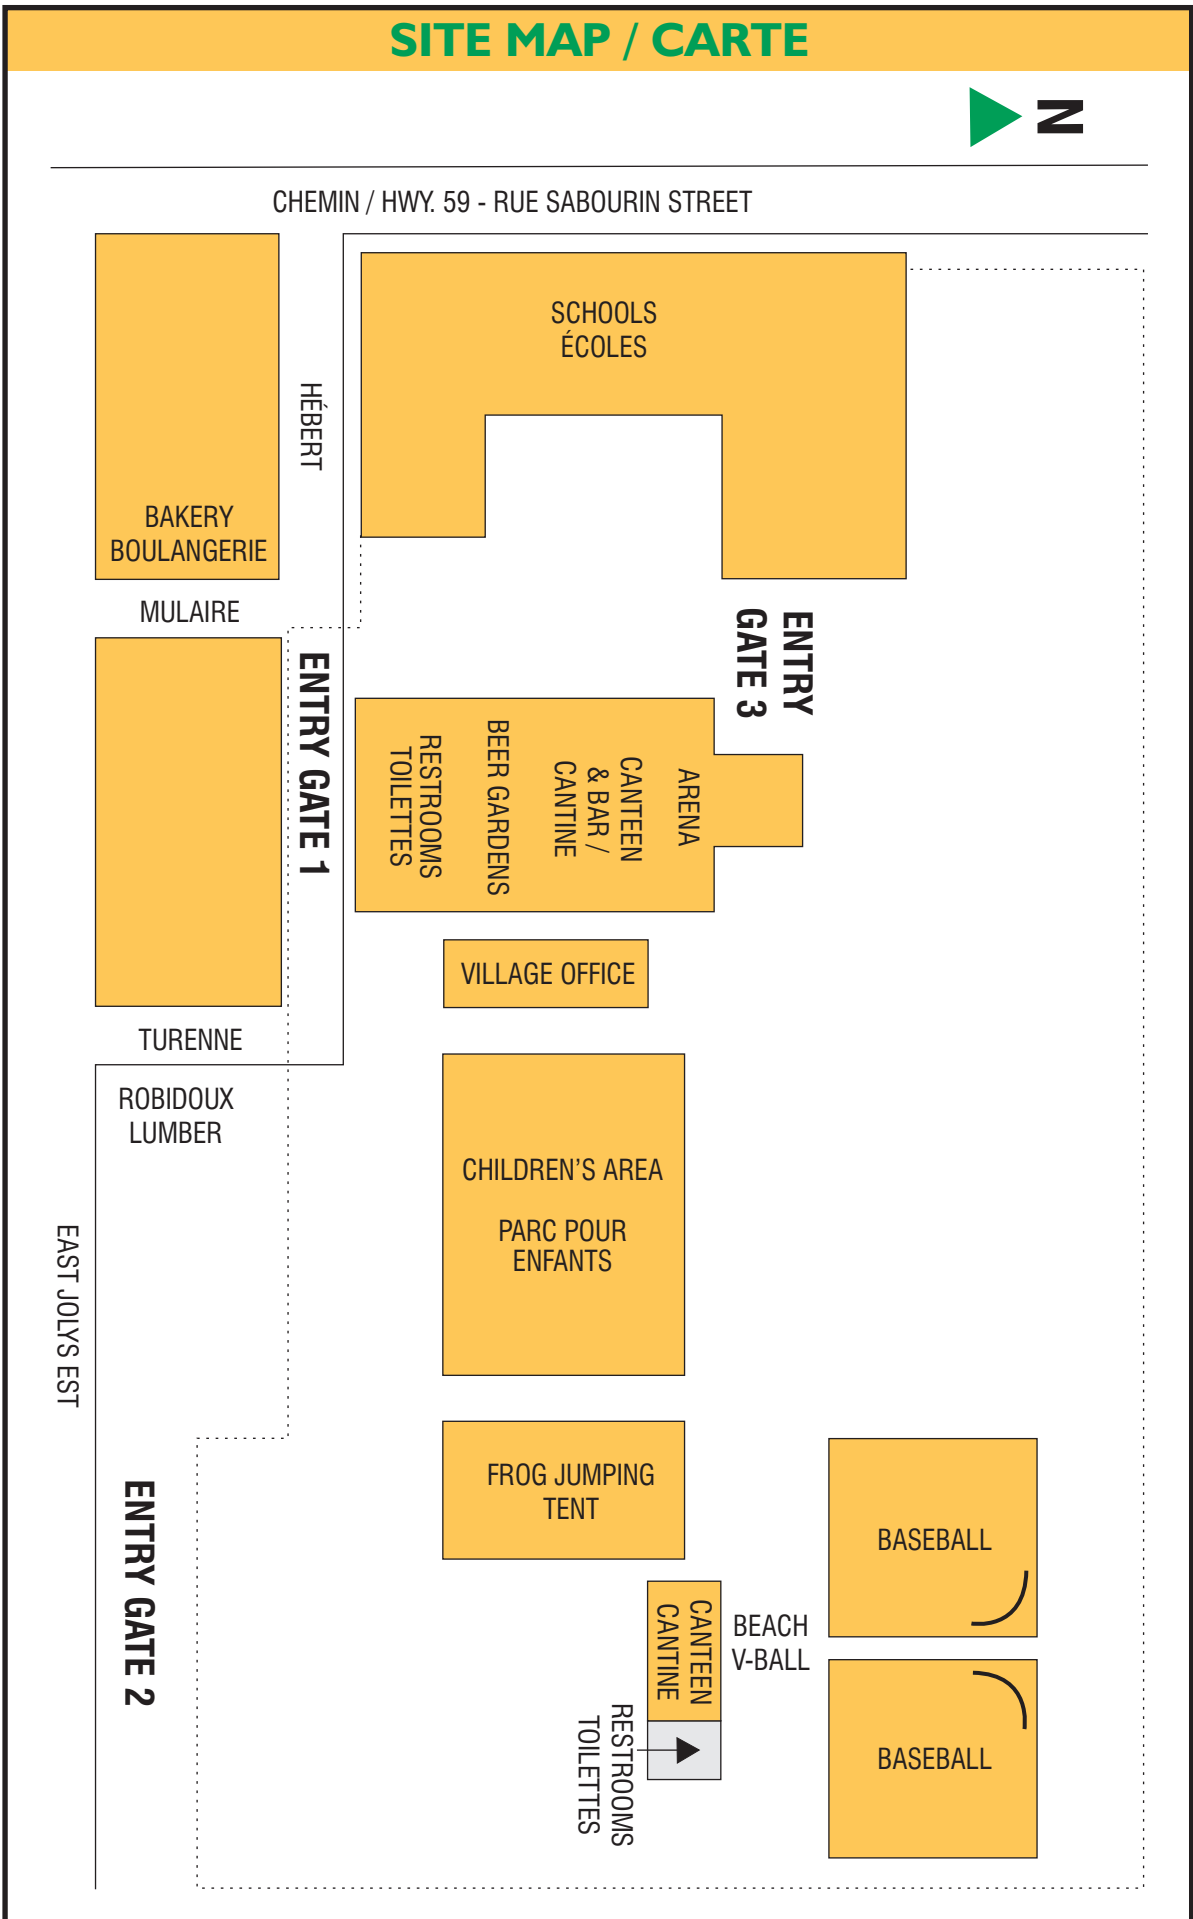 SITE MAP / CARTE
N
CHEMIN / HWY. 59 - RUE SABOURIN STREET
SCHOOLS
ÉCOLES
HÉBERT
BAKERY
BOULANGERIE
MULAIRE
ENTRY GATE 1
ENTRY
GATE 3
ARENA
CANTEEN
& BAR /
CANTINE
BEER GARDENS
RESTROOMS
TOILETTES
VILLAGE OFFICE
TURENNE
ROBIDOUX
LUMBER
CHILDREN'S AREA
PARC POUR
ENFANTS
EAST JOLYS EST
ENTRY GATE 2
FROG JUMPING
TENT
BASEBALL
CANTEEN
CANTINE
BEACH
V-BALL
RESTROOMS
TOILETTES
BASEBALL